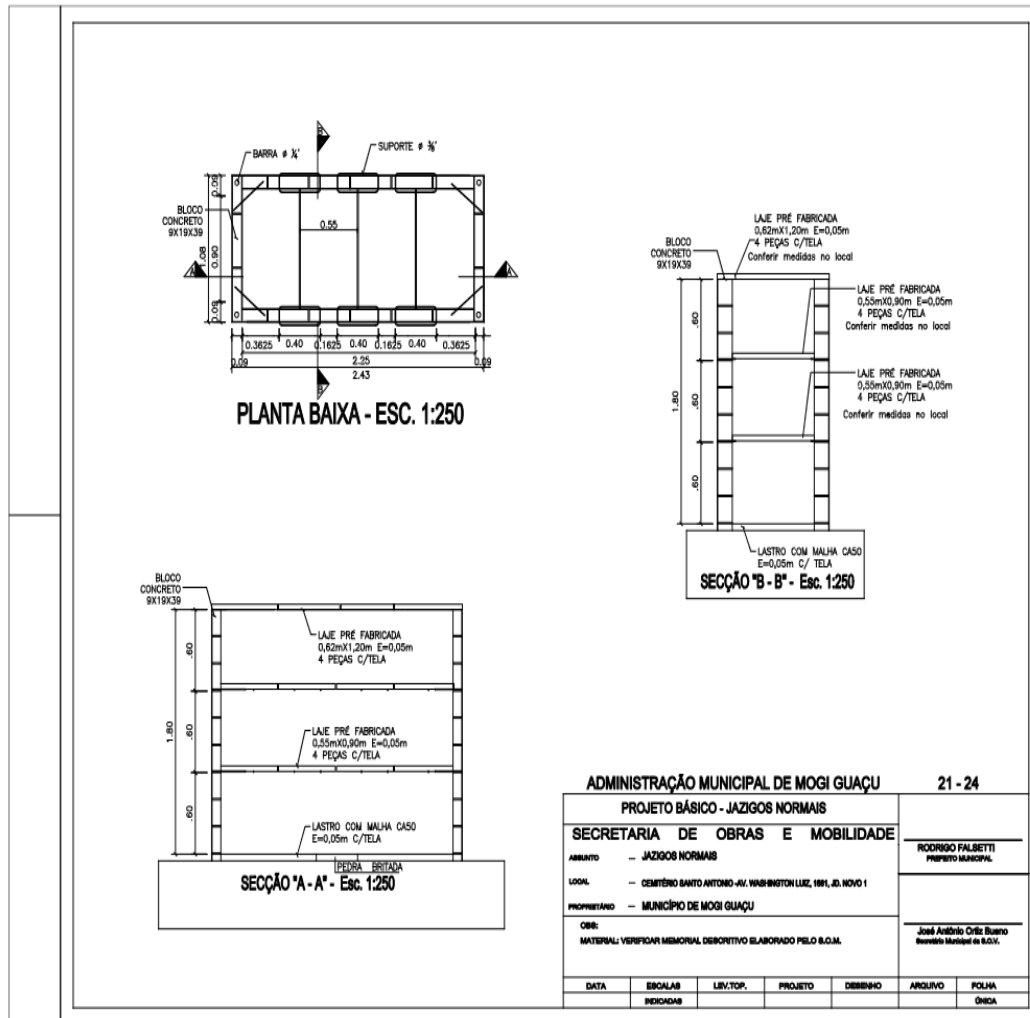 BARRA ø ¼'
SUPORTE ø ⅜'
BLOCO
CONCRETO
9X19X39
0.09
1.08
0.90
0.09
0.55
B
A
A
B
0.3625
0.40
0.1625
0.40
0.1625
0.40
0.3625
0.09
2.25
0.09
2.43
PLANTA BAIXA - ESC. 1:250
LAJE PRÉ FABRICADA
0,62mX1,20m E=0,05m
4 PEÇAS C/TELA
Conferir medidas no local
BLOCO
CONCRETO
9X19X39
LAJE PRÉ FABRICADA
0,55mX0,90m E=0,05m
4 PEÇAS C/TELA
Conferir medidas no local
LAJE PRÉ FABRICADA
0,55mX0,90m E=0,05m
4 PEÇAS C/TELA
Conferir medidas no local
1.80
.60
.60
.60
LASTRO COM MALHA CA50
E=0,05m C/ TELA
SECÇÃO "B - B" - Esc. 1:250
BLOCO
CONCRETO
9X19X39
LAJE PRÉ FABRICADA
0,62mX1,20m E=0,05m
4 PEÇAS C/TELA
LAJE PRÉ FABRICADA
0,55mX0,90m E=0,05m
4 PEÇAS C/TELA
1.80
.60
.60
.60
LASTRO COM MALHA CA50
E=0,05m C/TELA
PEDRA BRITADA
SECÇÃO "A - A" - Esc. 1:250
ADMINISTRAÇÃO MUNICIPAL DE MOGI GUAÇU 21 - 24
PROJETO BÁSICO - JAZIGOS NORMAIS
SECRETARIA DE OBRAS E MOBILIDADE
ASSUNTO — JAZIGOS NORMAIS
LOCAL — CEMITÉRIO SANTO ANTONIO -AV. WASHINGTON LUIZ, 1661, JD. NOVO 1
PROPRIETÁRIO — MUNICÍPIO DE MOGI GUAÇU
OBS:
MATERIAL: VERIFICAR MEMORIAL DESCRITIVO ELABORADO PELO S.O.M.
RODRIGO FALSETTI
PREFEITO MUNICIPAL
José Antônio Ortiz Bueno
Secretário Municipal da S.O.V.
DATA ESCALAS LEV.TOP. PROJETO DESENHO ARQUIVO FOLHA
INDICADAS ÚNICA